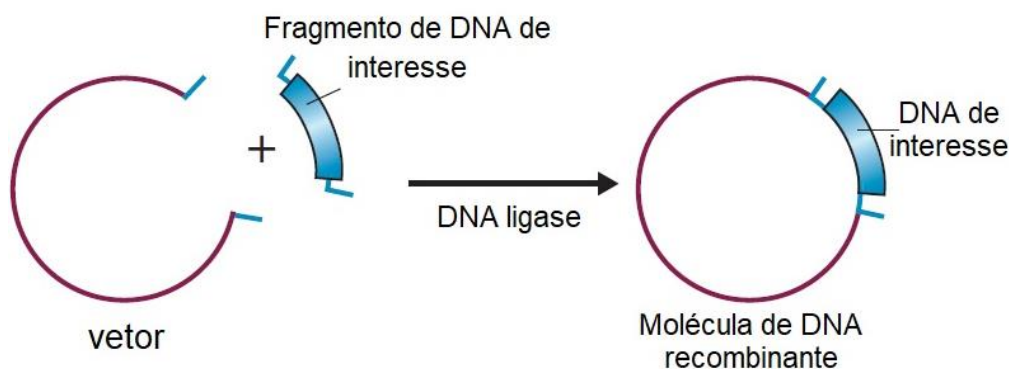 Fragmento de DNA de
interesse
+
DNA ligase
vetor
DNA de
interesse
Molécula de DNA
recombinante